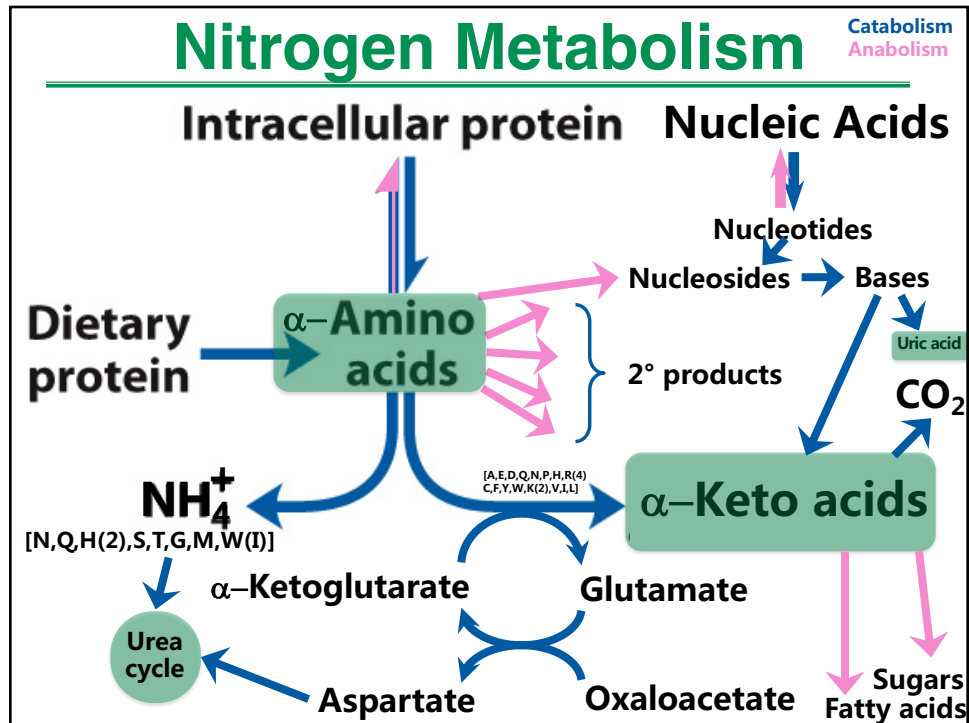 Nitrogen Metabolism
Catabolism
Anabolism
Intracellular protein
Nucleic Acids
Nucleotides
Nucleosides
Bases
Dietary
protein
α–Amino
acids
2° products
Uric acid
CO₂
NH₄⁺
[N,Q,H(2),S,T,G,M,W(I)]
[A,E,D,Q,N,P,H,R(4)
C,F,Y,W,K(2),V,I,L]
α–Keto acids
α–Ketoglutarate
Glutamate
Urea
cycle
Aspartate
Oxaloacetate
Sugars
Fatty acids